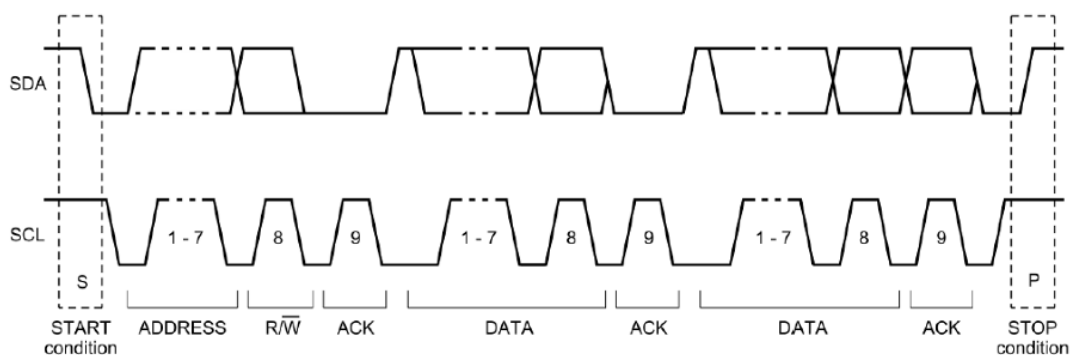 SDA
SCL
1 - 7
8
9
1 - 7
8
9
1 - 7
8
9
S
P
START
condition
ADDRESS
R/W̅
ACK
DATA
ACK
DATA
ACK
STOP
condition